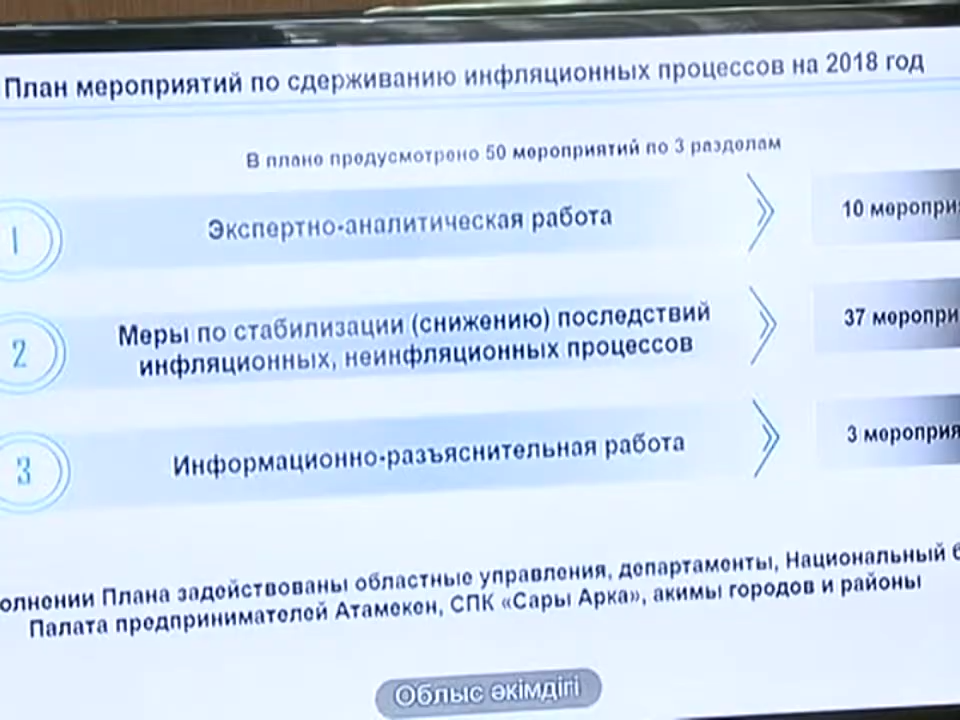 План мероприятий по сдерживанию инфляционных процессов на 2018 год
В плане предусмотрено 50 мероприятий по 3 разделам
1
Экспертно-аналитическая работа
10 меропри
2
Меры по стабилизации (снижению) последствий
инфляционных, неинфляционных процессов
37 меропри
3
Информационно-разъяснительная работа
3 мероприя
олнении Плана задействованы областные управления, департаменты, Национальный б
Палата предпринимателей Атамекен, СПК «Сары Арка», акимы городов и районы
Облыс әкімдігі